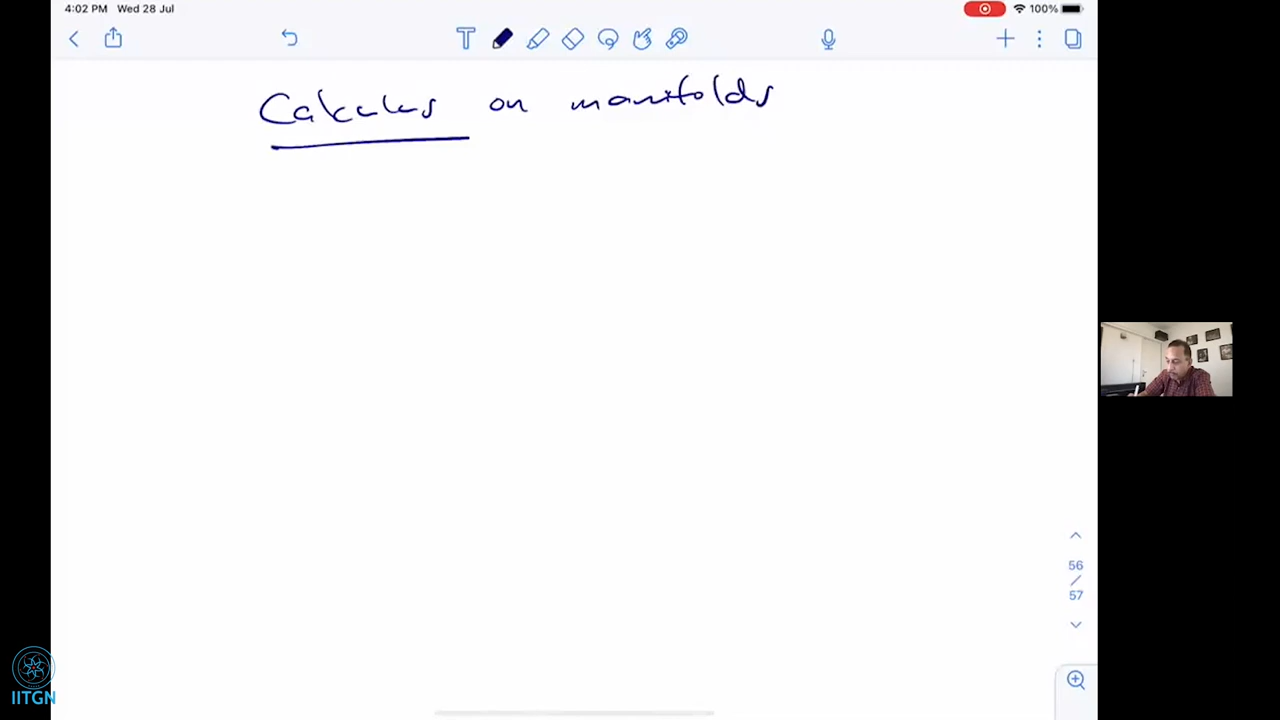 4:02 PM Wed 28 Jul
100%
T
Calculus on manifolds
56
/
57
IITGN